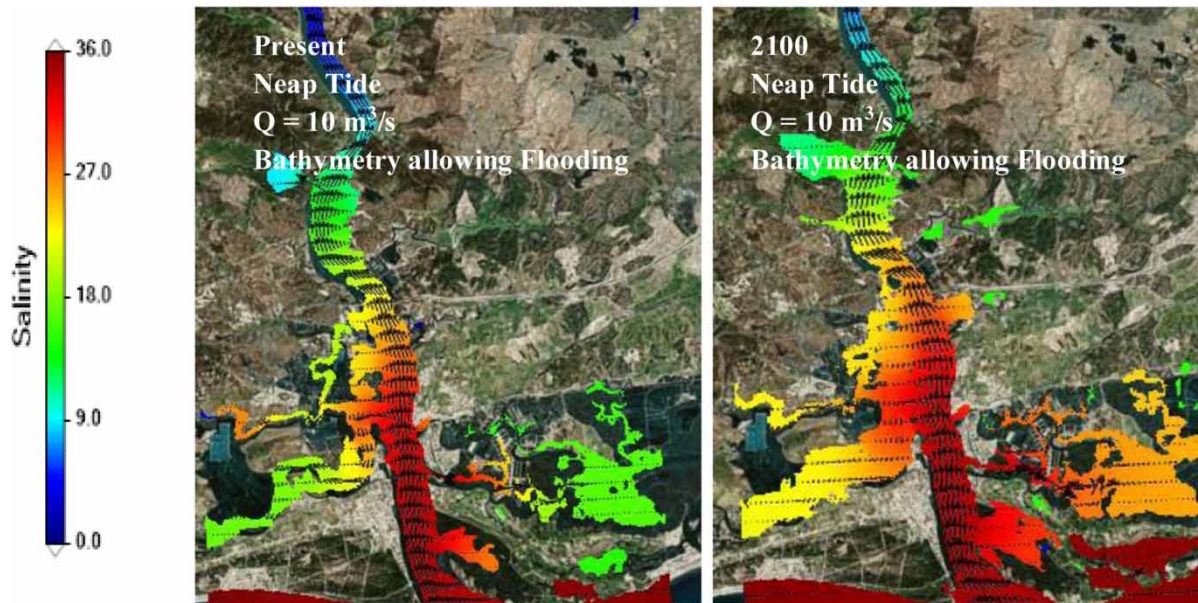 Salinity
36.0
27.0
18.0
9.0
0.0
Present
Neap Tide
Q = 10 m³/s
Bathymetry allowing Flooding
2100
Neap Tide
Q = 10 m³/s
Bathymetry allowing Flooding